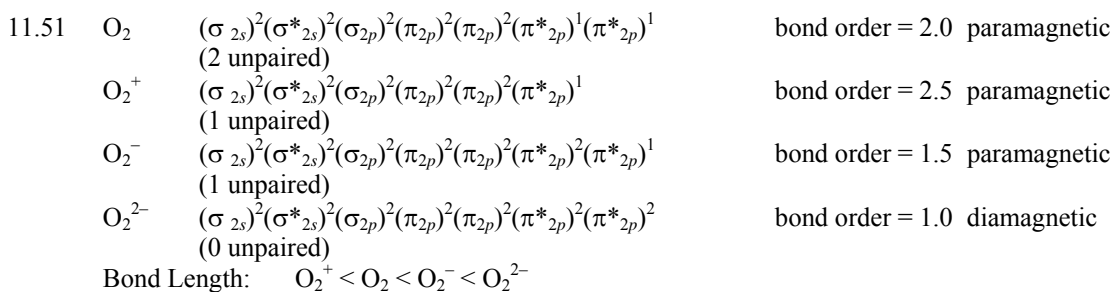 11.51 O₂ (σ ₂ₛ)²(σ*₂ₛ)²(σ₂ₚ)²(π₂ₚ)²(π₂ₚ)²(π*₂ₚ)¹(π*₂ₚ)¹ bond order = 2.0 paramagnetic
(2 unpaired)
O₂⁺ (σ ₂ₛ)²(σ*₂ₛ)²(σ₂ₚ)²(π₂ₚ)²(π₂ₚ)²(π*₂ₚ)¹ bond order = 2.5 paramagnetic
(1 unpaired)
O₂⁻ (σ ₂ₛ)²(σ*₂ₛ)²(σ₂ₚ)²(π₂ₚ)²(π₂ₚ)²(π*₂ₚ)²(π*₂ₚ)¹ bond order = 1.5 paramagnetic
(1 unpaired)
O₂²⁻ (σ ₂ₛ)²(σ*₂ₛ)²(σ₂ₚ)²(π₂ₚ)²(π₂ₚ)²(π*₂ₚ)²(π*₂ₚ)² bond order = 1.0 diamagnetic
(0 unpaired)
Bond Length: O₂⁺ < O₂ < O₂⁻ < O₂²⁻